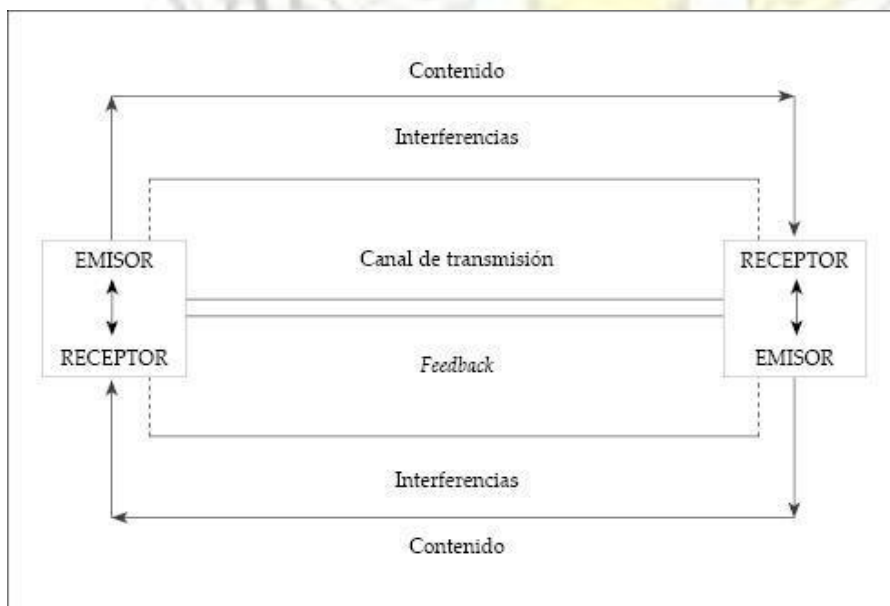 Contenido
Interferencias
EMISOR
Canal de transmisión
RECEPTOR
RECEPTOR
Feedback
EMISOR
Interferencias
Contenido